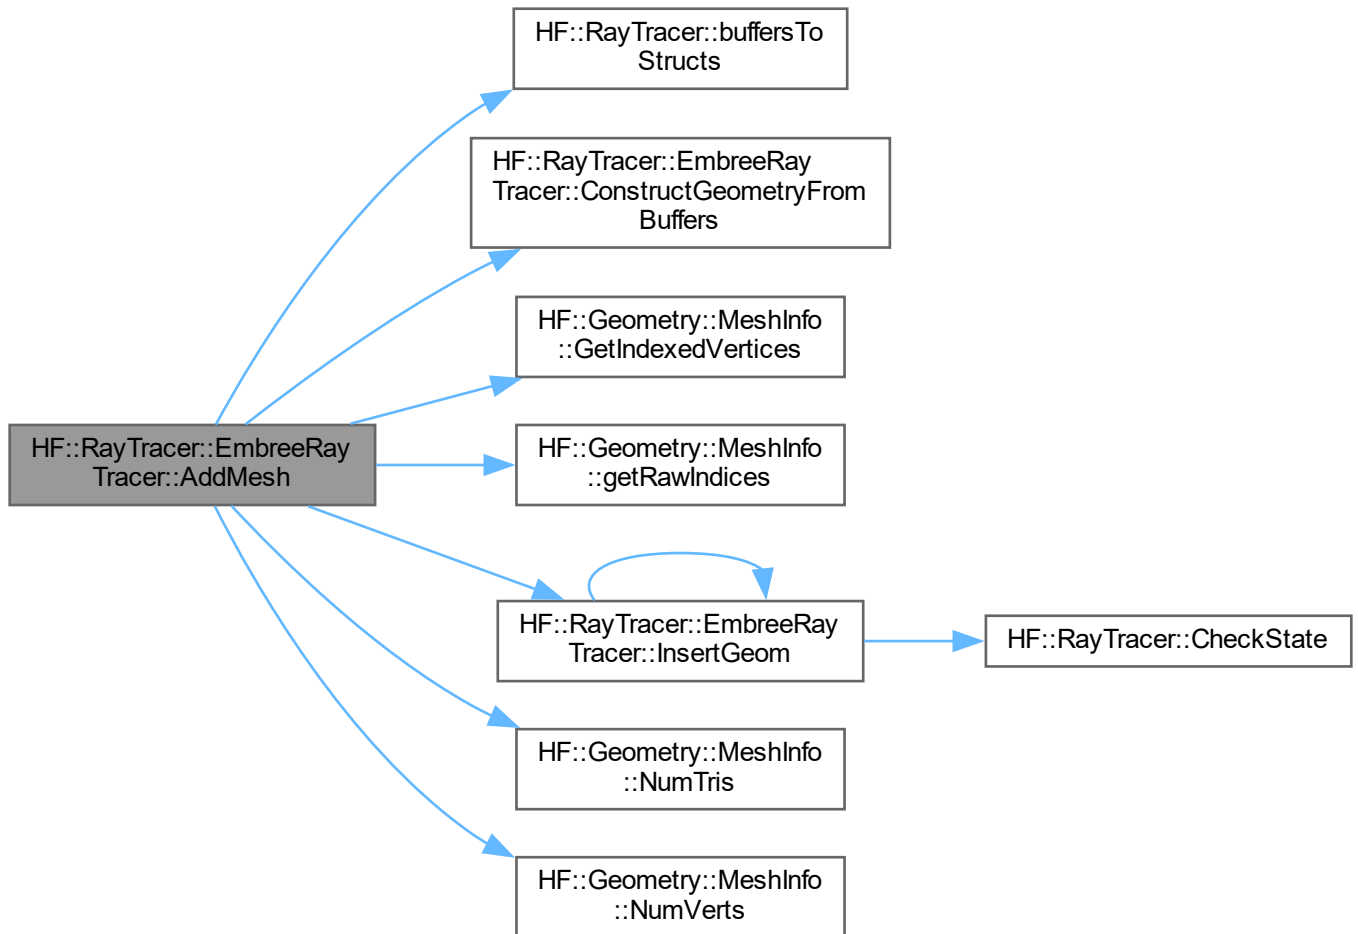 HF::RayTracer::buffersTo
Structs
HF::RayTracer::EmbreeRay
Tracer::ConstructGeometryFrom
Buffers
HF::Geometry::MeshInfo
::GetIndexedVertices
HF::RayTracer::EmbreeRay
Tracer::AddMesh
HF::Geometry::MeshInfo
::getRawIndices
HF::RayTracer::EmbreeRay
Tracer::InsertGeom
HF::RayTracer::CheckState
HF::Geometry::MeshInfo
::NumTris
HF::Geometry::MeshInfo
::NumVerts